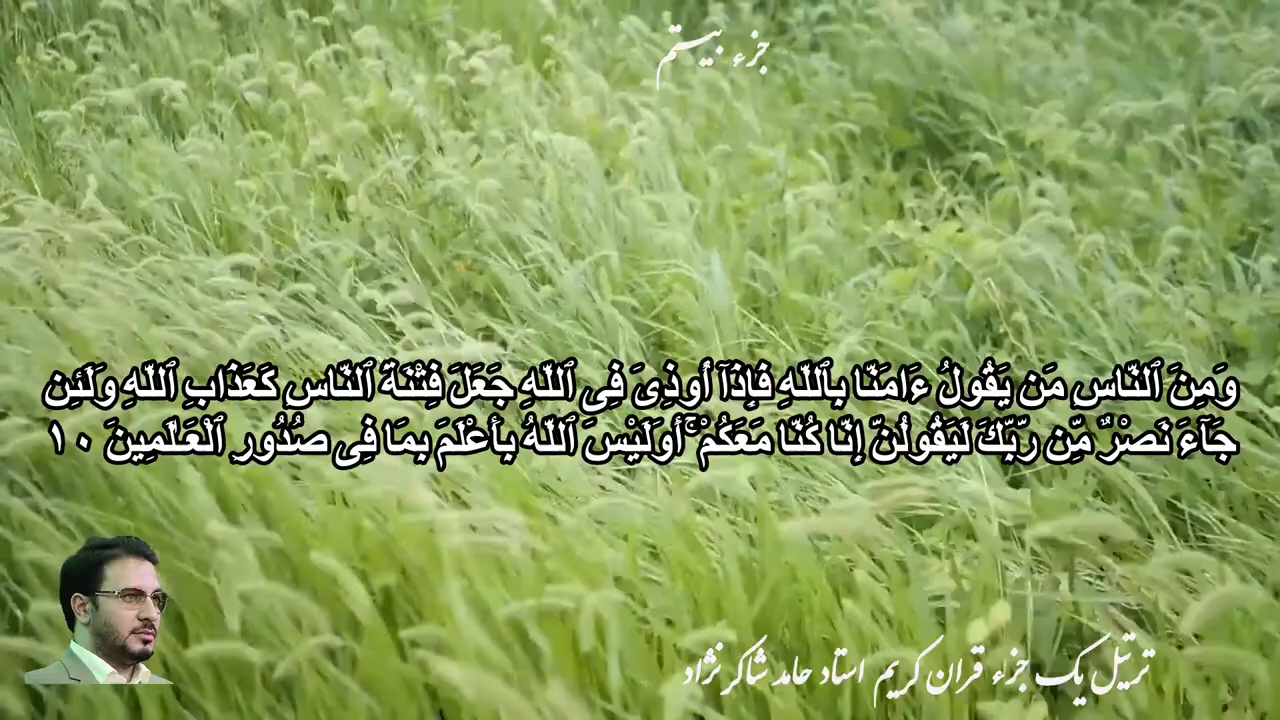 جزء بیستم
وَمِنَ ٱلنَّاسِ مَن يَقُولُ ءَامَنَّا بِٱللَّهِ فَإِذَآ أُوذِىَ فِى ٱللَّهِ جَعَلَ فِتْنَةَ ٱلنَّاسِ كَعَذَابِ ٱللَّهِ وَلَئِن
جَآءَ نَصْرٌ مِّن رَّبِّكَ لَيَقُولُنَّ إِنَّا كُنَّا مَعَكُمْ ۚ أَوَلَيْسَ ٱللَّهُ بِأَعْلَمَ بِمَا فِى صُدُورِ ٱلْعَـٰلَمِينَ ١٠
ترتیل یک جزء قران کریم استاد حامد شاکرنژاد